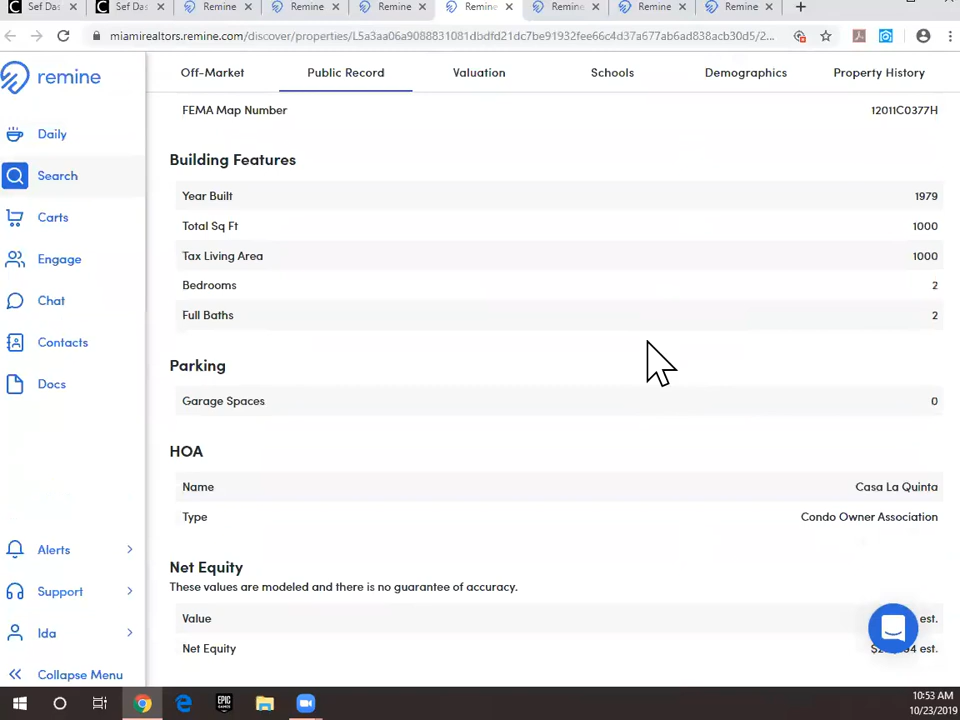 Sef Das
Sef Das
Remine
Remine
Remine
Remine
Remine
Remine
Remine
miamirealtors.remine.com/discover/properties/L5a3aa06a9088831081dbdfd21dc7be91932fee66c4d37a677ab6ad838acb30d5/2...
remine
Off-Market
Public Record
Valuation
Schools
Demographics
Property History
Daily
Search
Carts
Engage
Chat
Contacts
Docs
Alerts
Support
Ida
Collapse Menu
FEMA Map Number 12011C0377H
Building Features
Year Built 1979
Total Sq Ft 1000
Tax Living Area 1000
Bedrooms 2
Full Baths 2
Parking
Garage Spaces 0
HOA
Name Casa La Quinta
Type Condo Owner Association
Net Equity
These values are modeled and there is no guarantee of accuracy.
Value est.
Net Equity est.
EPIC GAMES
10:53 AM
10/23/2019